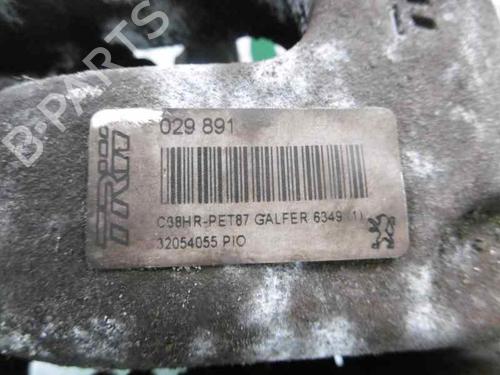 B-PARTS
TRW
029 891
C38HR-PET87 GALFER 6349 (1)
32054055 PIO